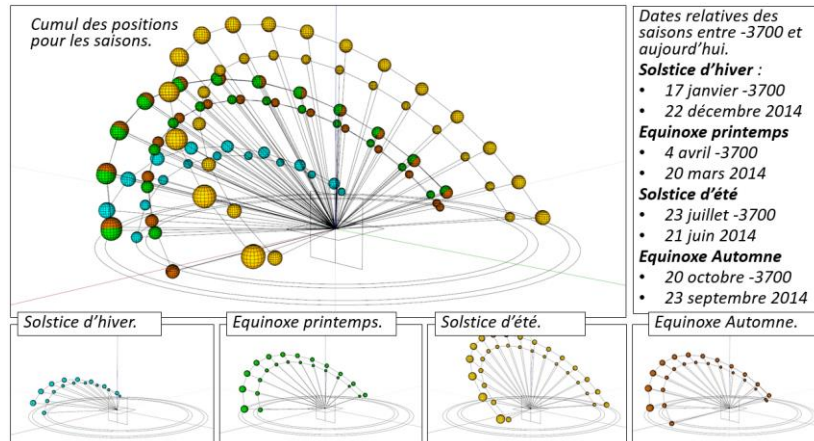 Cumul des positions
pour les saisons.
Dates relatives des
saisons entre -3700 et
aujourd'hui.
Solstice d'hiver :
• 17 janvier -3700
• 22 décembre 2014
Equinoxe printemps
• 4 avril -3700
• 20 mars 2014
Solstice d'été
• 23 juillet -3700
• 21 juin 2014
Equinoxe Automne
• 20 octobre -3700
• 23 septembre 2014
Solstice d'hiver.
Equinoxe printemps.
Solstice d'été.
Equinoxe Automne.